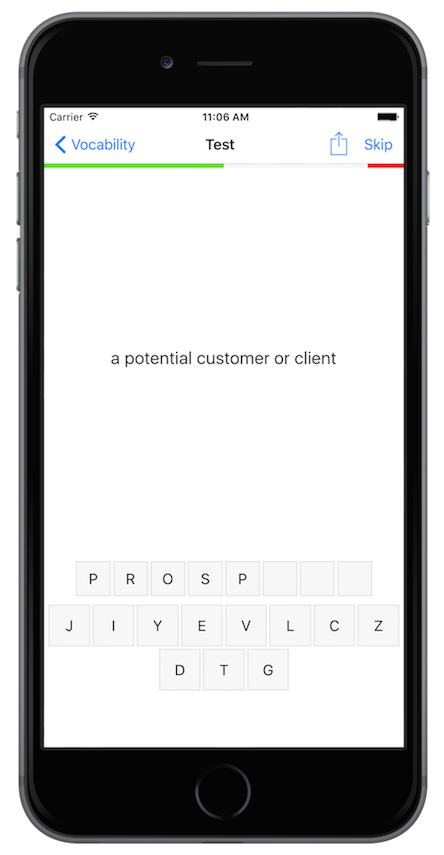 Carrier 11:06 AM
Vocability Test Skip
a potential customer or client
P R O S P
J I Y E V L C Z
D T G